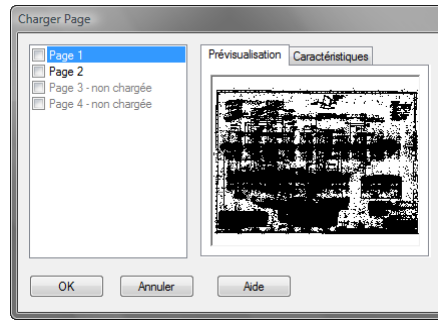 Charger Page
Page 1
Page 2
Page 3 - non chargée
Page 4 - non chargée
Prévisualisation
Caractéristiques
OK
Annuler
Aide